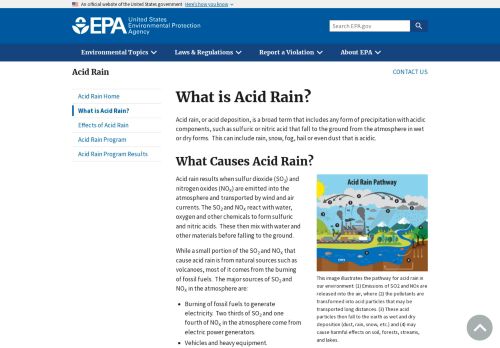 An official website of the United States government Here's how you know
EPA United States
Environmental Protection
Agency
Search EPA.gov
Environmental Topics
Laws & Regulations
Report a Violation
About EPA
Acid Rain
CONTACT US
Acid Rain Home
What is Acid Rain?
Effects of Acid Rain
Acid Rain Program
Acid Rain Program Results
What is Acid Rain?
Acid rain, or acid deposition, is a broad term that includes any form of precipitation with acidic
components, such as sulfuric or nitric acid that fall to the ground from the atmosphere in wet
or dry forms. This can include rain, snow, fog, hail or even dust that is acidic.
What Causes Acid Rain?
Acid rain results when sulfur dioxide (SO2) and
nitrogen oxides (NOX) are emitted into the
atmosphere and transported by wind and air
currents. The SO2 and NOX react with water,
oxygen and other chemicals to form sulfuric
and nitric acids. These then mix with water and
other materials before falling to the ground.
While a small portion of the SO2 and NOX that
cause acid rain is from natural sources such as
volcanoes, most of it comes from the burning
of fossil fuels. The major sources of SO2 and
NOX in the atmosphere are:
Burning of fossil fuels to generate
electricity. Two thirds of SO2 and one
fourth of NOX in the atmosphere come from
electric power generators.
Vehicles and heavy equipment.
Acid Rain Pathway
This image illustrates the pathway for acid rain in
our environment: (1) Emissions of SO2 and NOx are
released into the air, where (2) the pollutants are
transformed into acid particles that may be
transported long distances. (3) These acid
particles then fall to the earth as wet and dry
deposition (dust, rain, snow, etc.) and (4) may
cause harmful effects on soil, forests, streams,
and lakes.